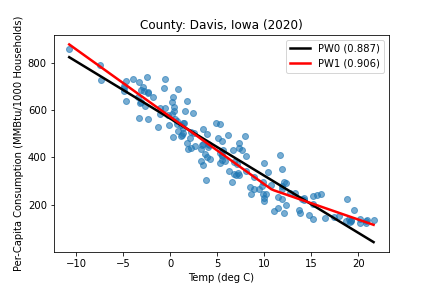 County: Davis, Iowa (2020)
PW0 (0.887)
PW1 (0.906)
Per-Capita Consumption (MMBtu/1000 Households)
800
600
400
200
−10 −5 0 5 10 15 20
Temp (deg C)